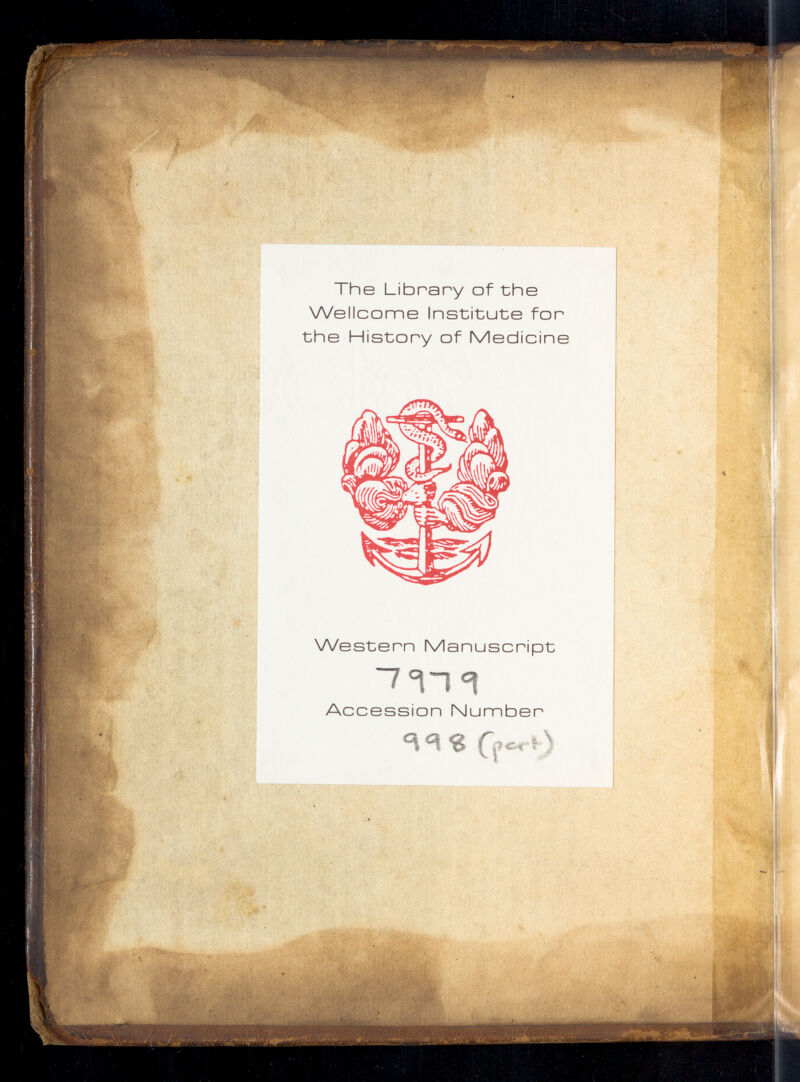 The Library of the
Wellcome Institute for
the History of Medicine
Western Manuscript
7979
Accession Number
998 (part)